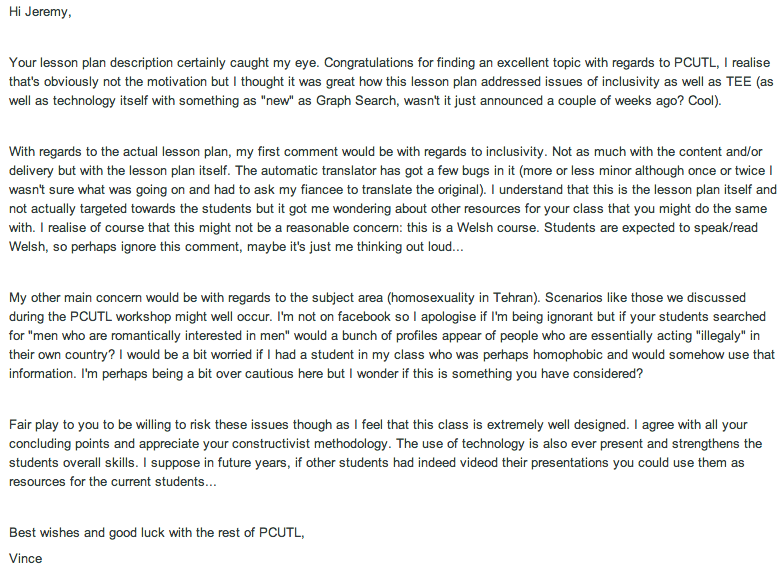 Hi Jeremy,
Your lesson plan description certainly caught my eye. Congratulations for finding an excellent topic with regards to PCUTL, I realise
that's obviously not the motivation but I thought it was great how this lesson plan addressed issues of inclusivity as well as TEE (as
well as technology itself with something as "new" as Graph Search, wasn't it just announced a couple of weeks ago? Cool).
With regards to the actual lesson plan, my first comment would be with regards to inclusivity. Not as much with the content and/or
delivery but with the lesson plan itself. The automatic translator has got a few bugs in it (more or less minor although once or twice I
wasn't sure what was going on and had to ask my fiancee to translate the original). I understand that this is the lesson plan itself and
not actually targeted towards the students but it got me wondering about other resources for your class that you might do the same
with. I realise of course that this might not be a reasonable concern: this is a Welsh course. Students are expected to speak/read
Welsh, so perhaps ignore this comment, maybe it's just me thinking out loud...
My other main concern would be with regards to the subject area (homosexuality in Tehran). Scenarios like those we discussed
during the PCUTL workshop might well occur. I'm not on facebook so I apologise if I'm being ignorant but if your students searched
for "men who are romantically interested in men" would a bunch of profiles appear of people who are essentially acting "illegaly" in
their own country? I would be a bit worried if I had a student in my class who was perhaps homophobic and would somehow use that
information. I'm perhaps being a bit over cautious here but I wonder if this is something you have considered?
Fair play to you to be willing to risk these issues though as I feel that this class is extremely well designed. I agree with all your
concluding points and appreciate your constructivist methodology. The use of technology is also ever present and strengthens the
students overall skills. I suppose in future years, if other students had indeed videod their presentations you could use them as
resources for the current students...
Best wishes and good luck with the rest of PCUTL,
Vince